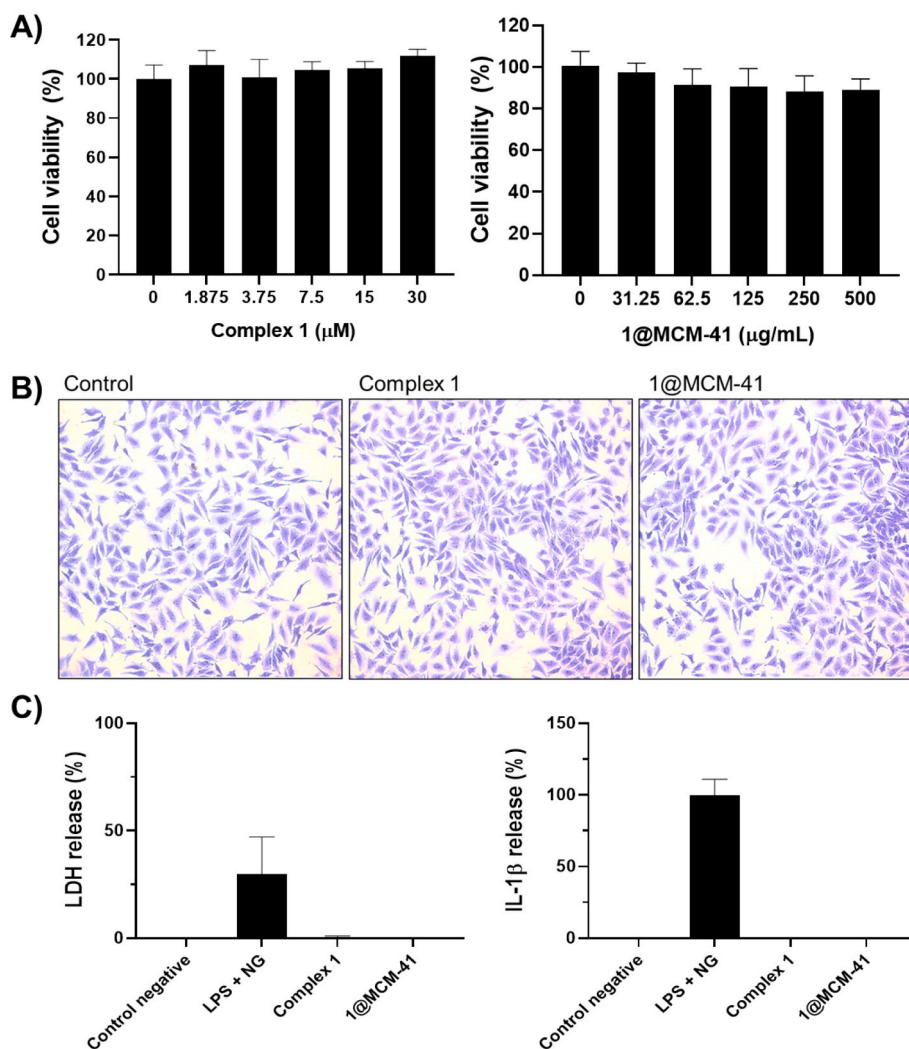 A)
Cell viability (%)
120
100
80
60
40
20
0
0 1.875 3.75 7.5 15 30
Complex 1 (μM)
Cell viability (%)
120
100
80
60
40
20
0
0 31.25 62.5 125 250 500
1@MCM-41 (μg/mL)
B)
Control
Complex 1
1@MCM-41
C)
LDH release (%)
100
50
0
Control negative
LPS + NG
Complex 1
1@MCM-41
IL-1β release (%)
150
100
50
0
Control negative
LPS + NG
Complex 1
1@MCM-41